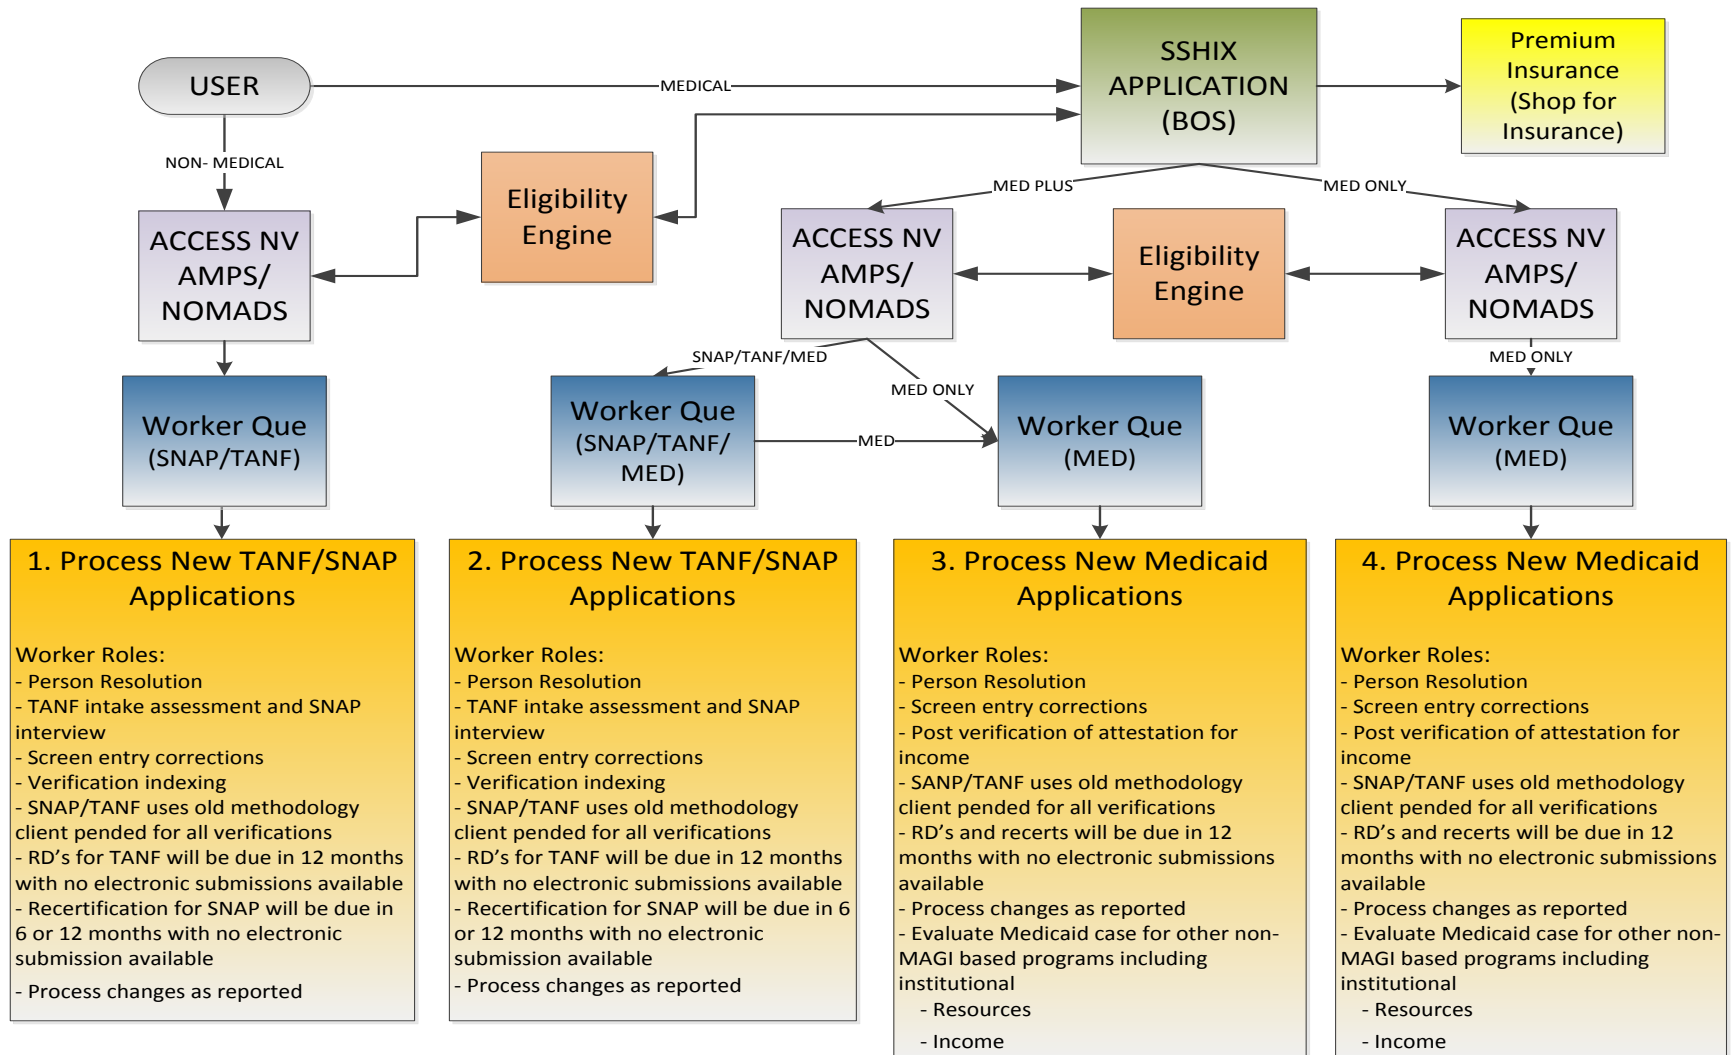 USER
MEDICAL
SSHIX
APPLICATION
(BOS)
Premium
Insurance
(Shop for
Insurance)
NON- MEDICAL
Eligibility
Engine
MED PLUS
MED ONLY
ACCESS NV
AMPS/
NOMADS
ACCESS NV
AMPS/
NOMADS
Eligibility
Engine
ACCESS NV
AMPS/
NOMADS
SNAP/TANF/MED
MED ONLY
MED ONLY
Worker Que
(SNAP/TANF)
Worker Que
(SNAP/TANF/
MED)
MED
Worker Que
(MED)
Worker Que
(MED)
1. Process New TANF/SNAP
Applications
Worker Roles:
- Person Resolution
- TANF intake assessment and SNAP
interview
- Screen entry corrections
- Verification indexing
- SNAP/TANF uses old methodology
client pended for all verifications
- RD’s for TANF will be due in 12 months
with no electronic submissions available
- Recertification for SNAP will be due in
6 or 12 months with no electronic
submission available
- Process changes as reported
2. Process New TANF/SNAP
Applications
Worker Roles:
- Person Resolution
- TANF intake assessment and SNAP
interview
- Screen entry corrections
- Verification indexing
- SNAP/TANF uses old methodology
client pended for all verifications
- RD’s for TANF will be due in 12 months
with no electronic submissions available
- Recertification for SNAP will be due in 6
or 12 months with no electronic
submission available
- Process changes as reported
3. Process New Medicaid
Applications
Worker Roles:
- Person Resolution
- Screen entry corrections
- Post verification of attestation for
income
- SANP/TANF uses old methodology
client pended for all verifications
- RD’s and recerts will be due in 12
months with no electronic submissions
available
- Process changes as reported
- Evaluate Medicaid case for other non-
MAGI based programs including
institutional
- Resources
- Income
4. Process New Medicaid
Applications
Worker Roles:
- Person Resolution
- Screen entry corrections
- Post verification of attestation for
income
- SNAP/TANF uses old methodology
client pended for all verifications
- RD’s and recerts will be due in 12
months with no electronic submissions
available
- Process changes as reported
- Evaluate Medicaid case for other non-
MAGI based programs including
institutional
- Resources
- Income